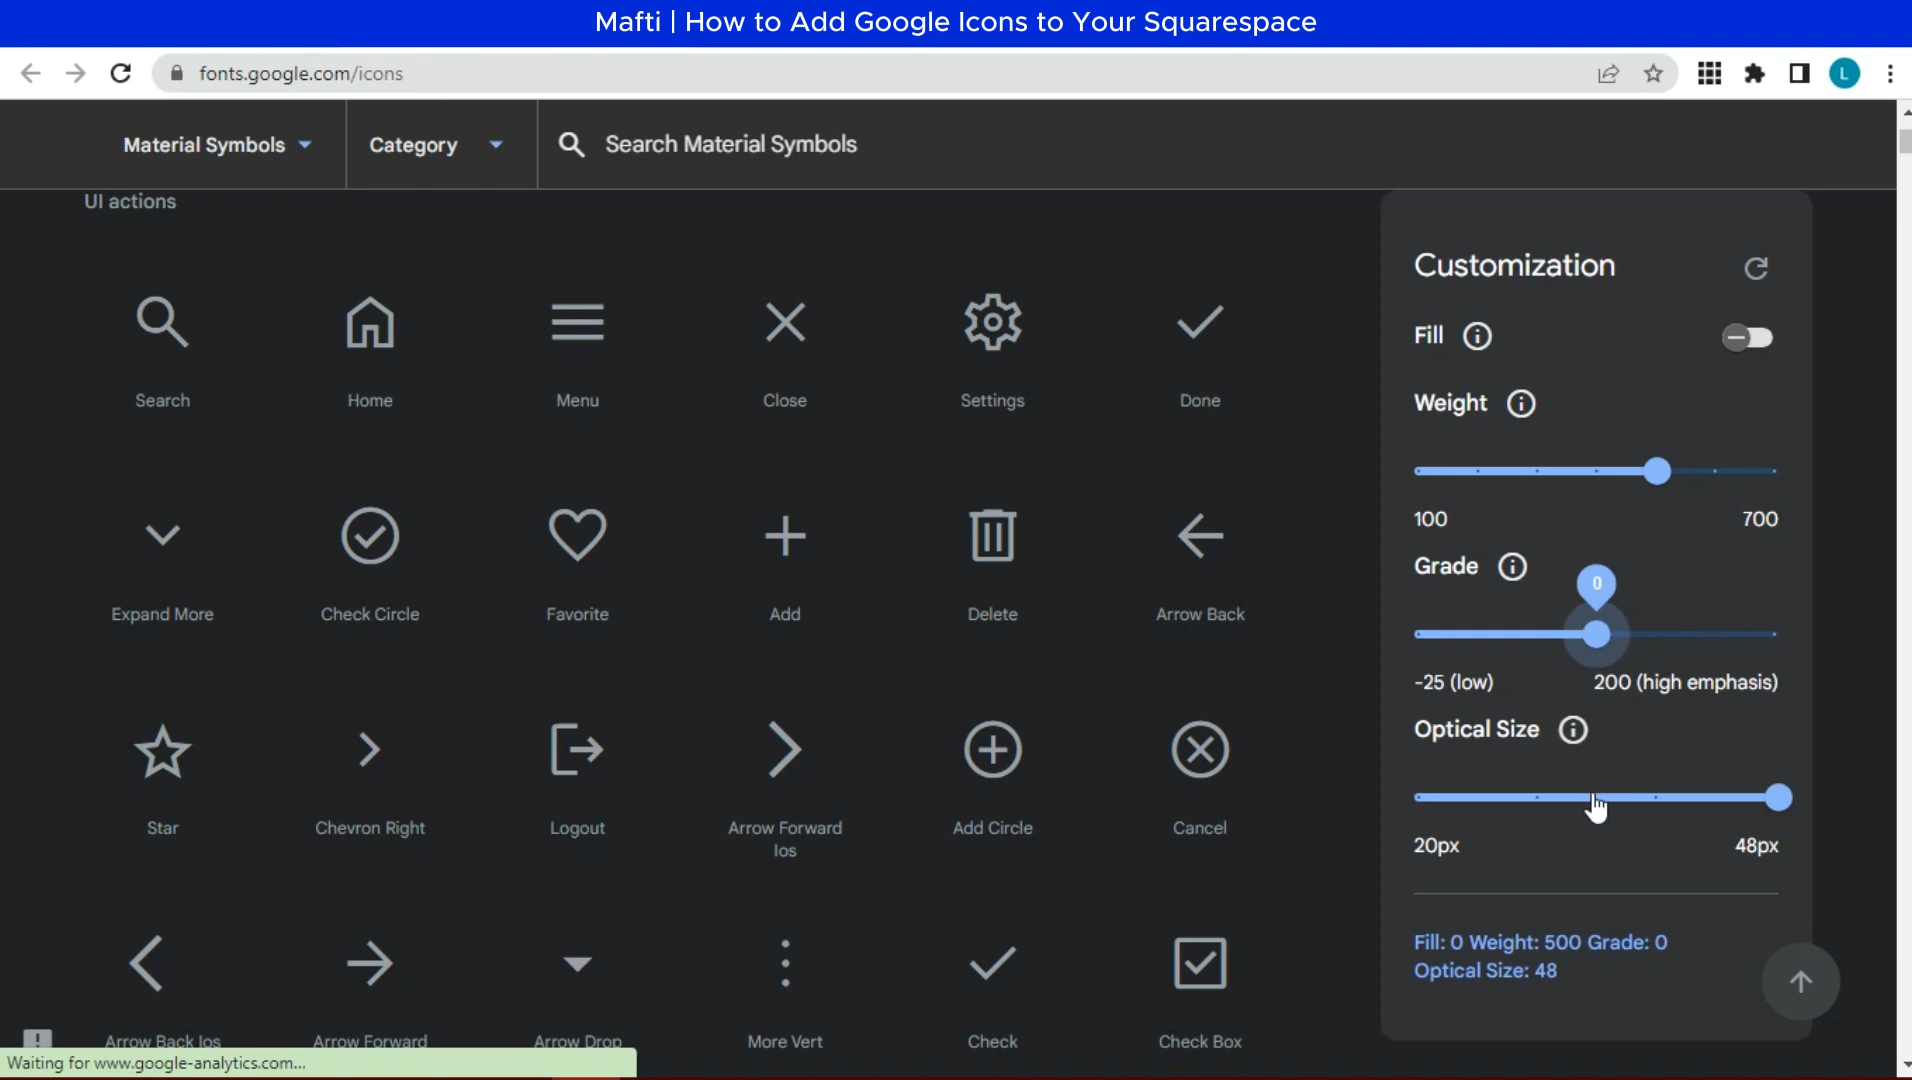 Mafti | How to Add Google Icons to Your Squarespace
fonts.google.com/icons
L
Material Symbols
Category
Search Material Symbols
UI actions
Search
Home
Menu
Close
Settings
Done
Expand More
Check Circle
Favorite
Add
Delete
Arrow Back
Star
Chevron Right
Logout
Arrow Forward
Ios
Add Circle
Cancel
Arrow Back Ios
Arrow Forward
Arrow Drop
More Vert
Check
Check Box
Customization
Fill
Weight
100
700
Grade
0
-25 (low)
200 (high emphasis)
Optical Size
20px
48px
Fill: 0 Weight: 500 Grade: 0
Optical Size: 48
Waiting for www.google-analytics.com...